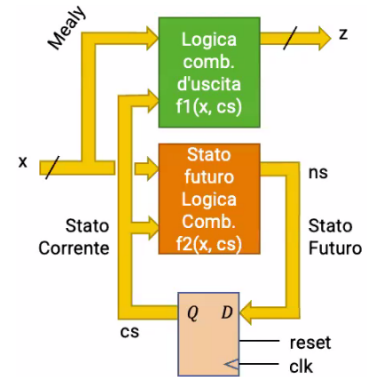 Mealy
Logica
comb.
d'uscita
f1(x, cs)
z
x
Stato
futuro
Logica
Comb.
f2(x, cs)
ns
Stato
Corrente
Stato
Futuro
cs
Q D
reset
clk